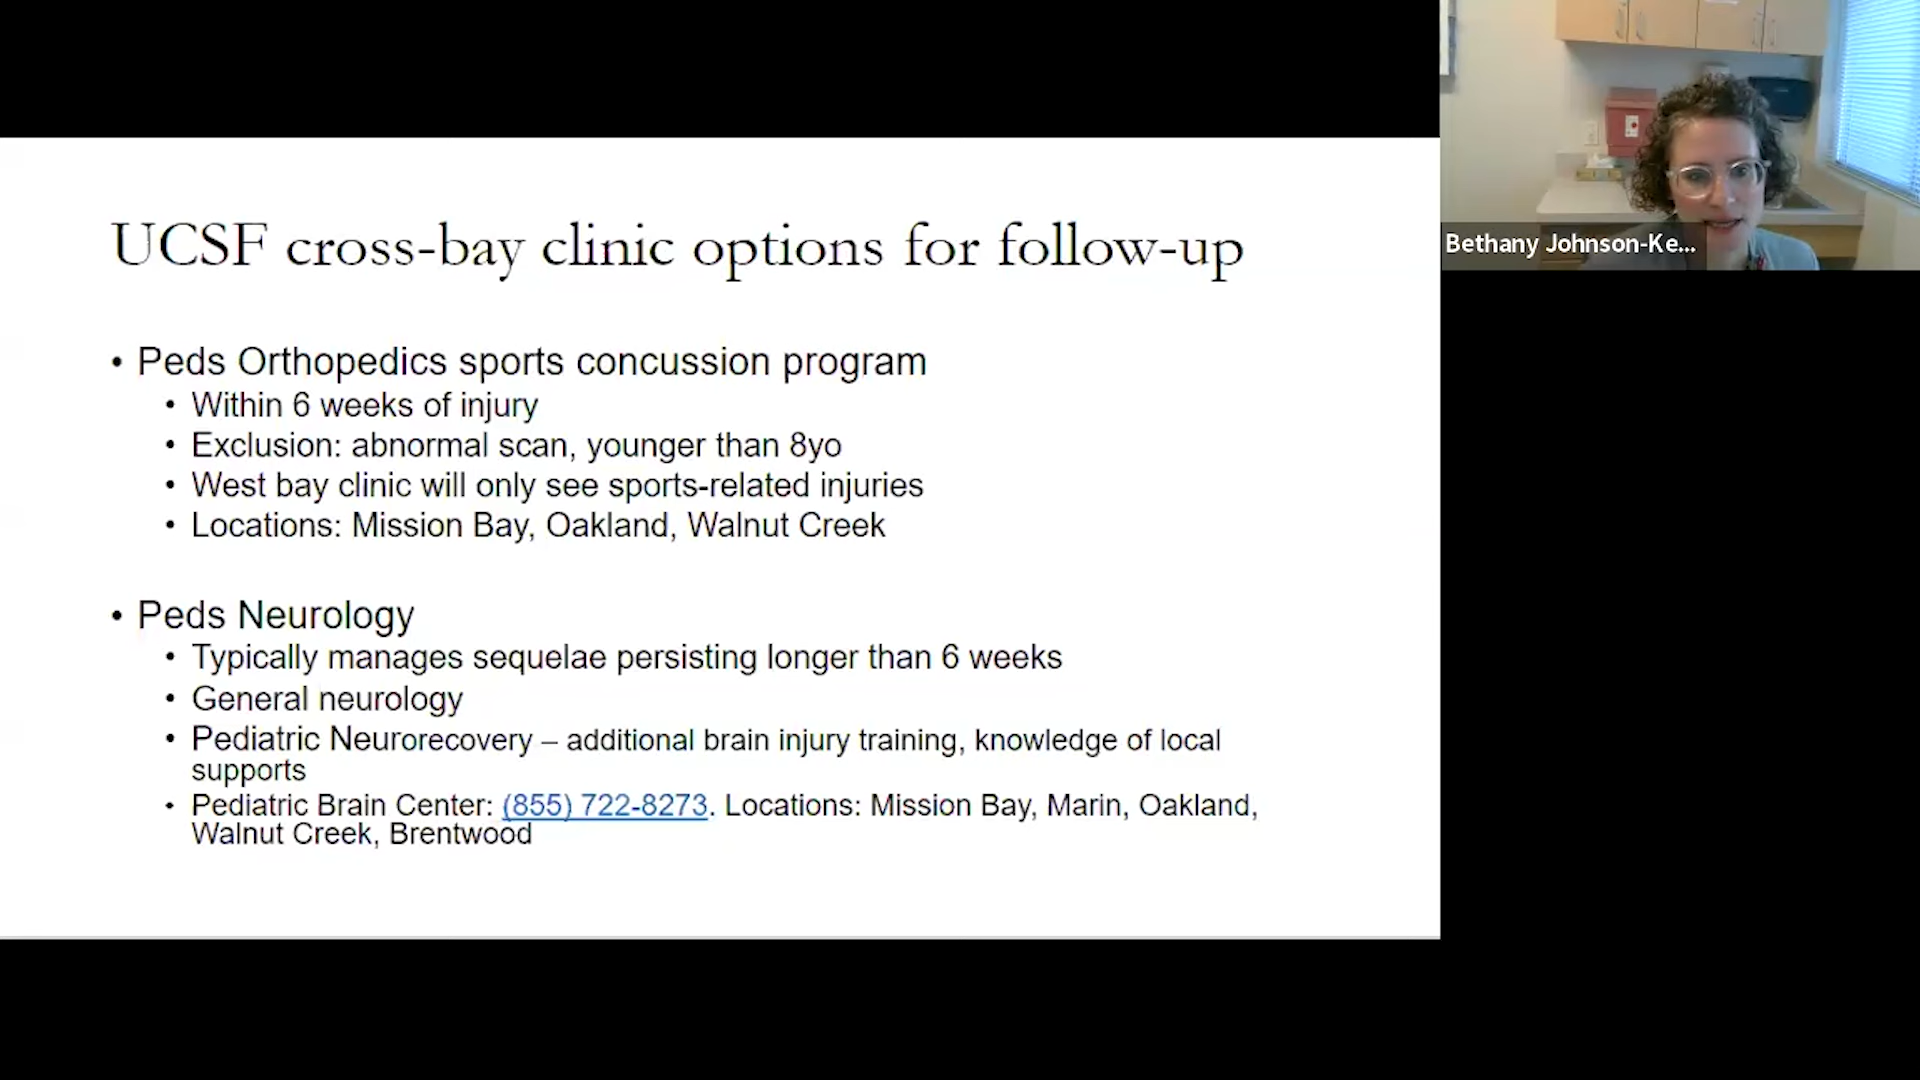 UCSF cross-bay clinic options for follow-up
• Peds Orthopedics sports concussion program
• Within 6 weeks of injury
• Exclusion: abnormal scan, younger than 8yo
• West bay clinic will only see sports-related injuries
• Locations: Mission Bay, Oakland, Walnut Creek
• Peds Neurology
• Typically manages sequelae persisting longer than 6 weeks
• General neurology
• Pediatric Neurorecovery – additional brain injury training, knowledge of local
supports
• Pediatric Brain Center: (855) 722-8273. Locations: Mission Bay, Marin, Oakland,
Walnut Creek, Brentwood
Bethany Johnson-Ke...